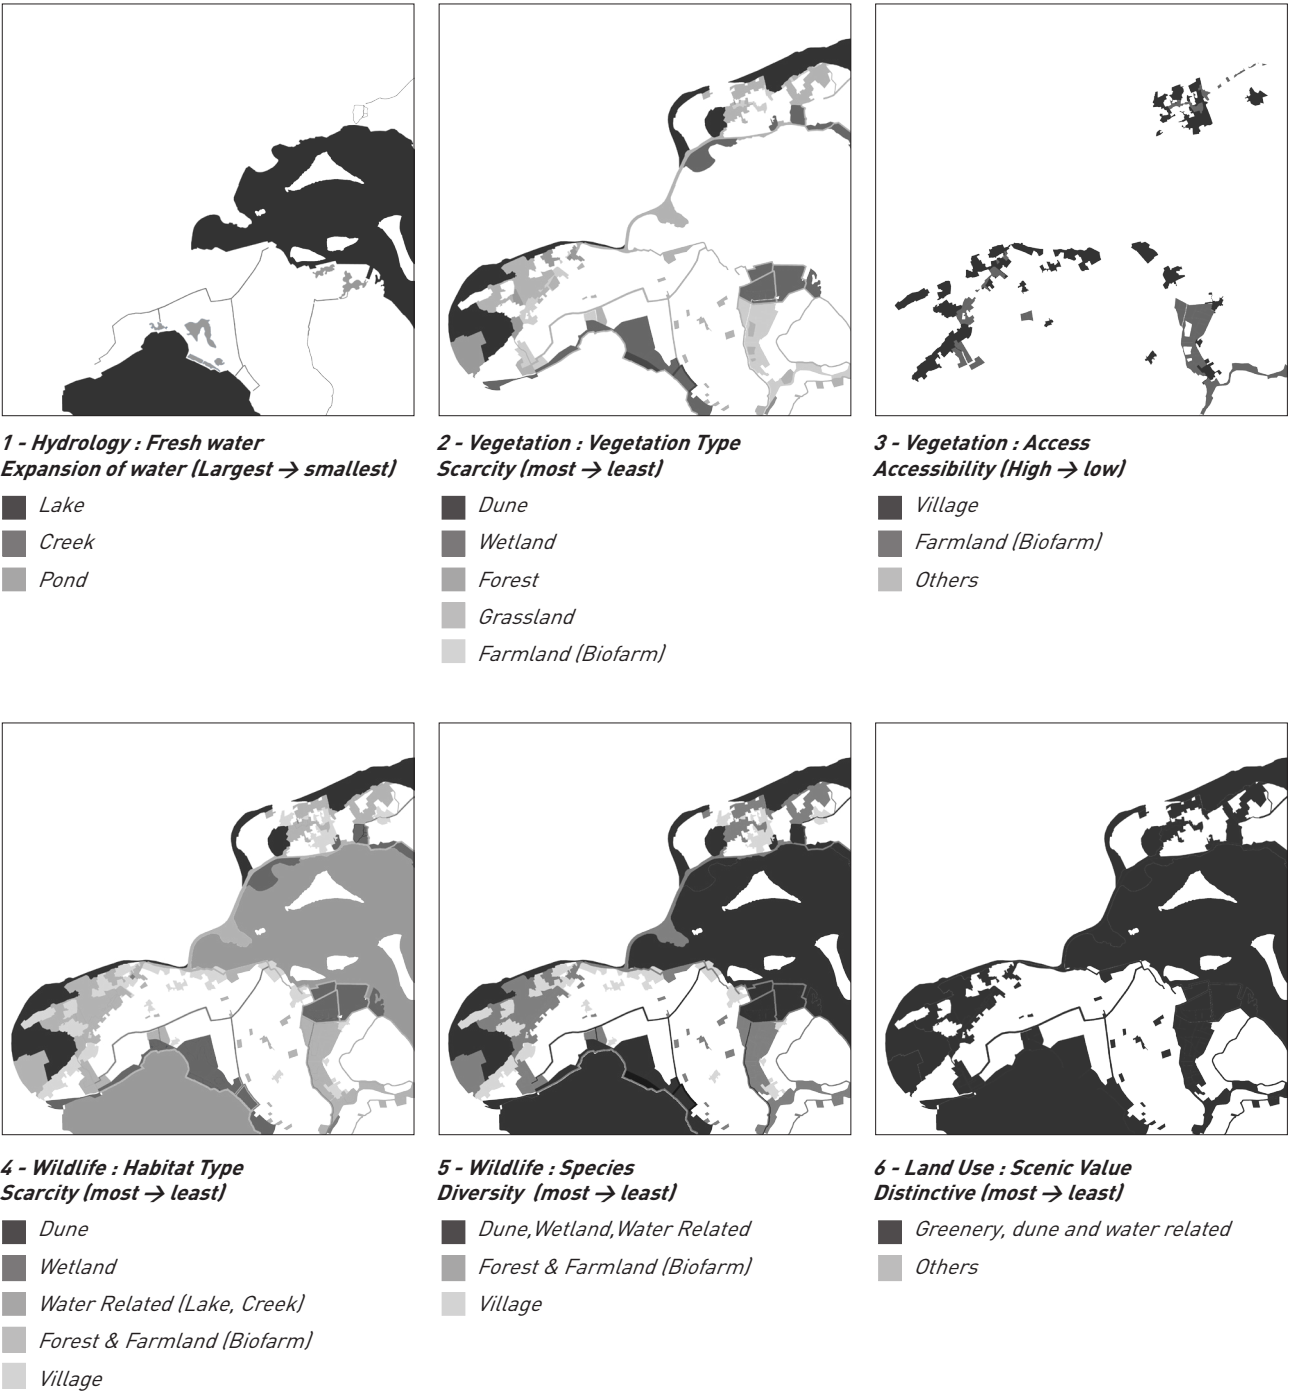 1 - Hydrology : Fresh water
Expansion of water (Largest → smallest)
Lake
Creek
Pond
2 - Vegetation : Vegetation Type
Scarcity (most → least)
Dune
Wetland
Forest
Grassland
Farmland (Biofarm)
3 - Vegetation : Access
Accessibility (High → low)
Village
Farmland (Biofarm)
Others
4 - Wildlife : Habitat Type
Scarcity (most → least)
Dune
Wetland
Water Related (Lake, Creek)
Forest & Farmland (Biofarm)
Village
5 - Wildlife : Species
Diversity (most → least)
Dune,Wetland,Water Related
Forest & Farmland (Biofarm)
Village
6 - Land Use : Scenic Value
Distinctive (most → least)
Greenery, dune and water related
Others